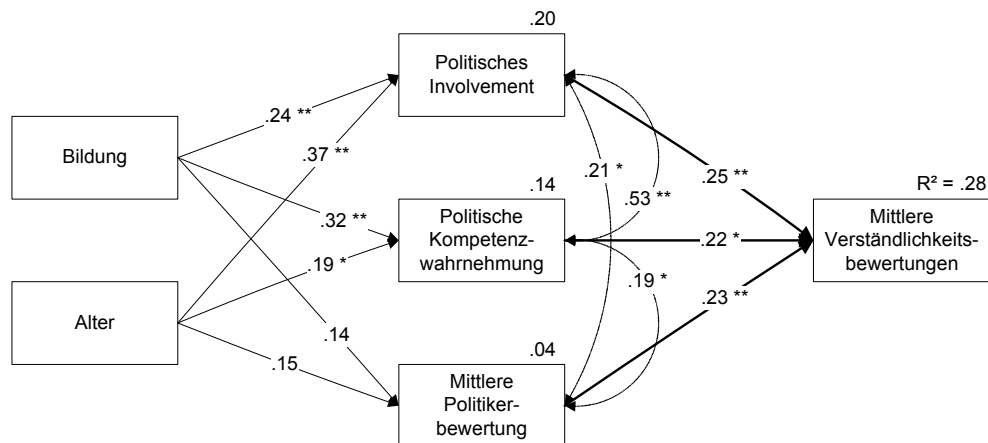 .20
Politisches
Involvement
.24 **
Bildung
.37 **
.21 *
.25 **
.14
R² = .28
.53 **
.32 **
Politische
Kompetenz-
wahrnehmung
.22 *
Mittlere
Verständlichkeits-
bewertungen
.19 *
.19 *
.23 **
Alter
.14
.15
.04
Mittlere
Politiker-
bewertung